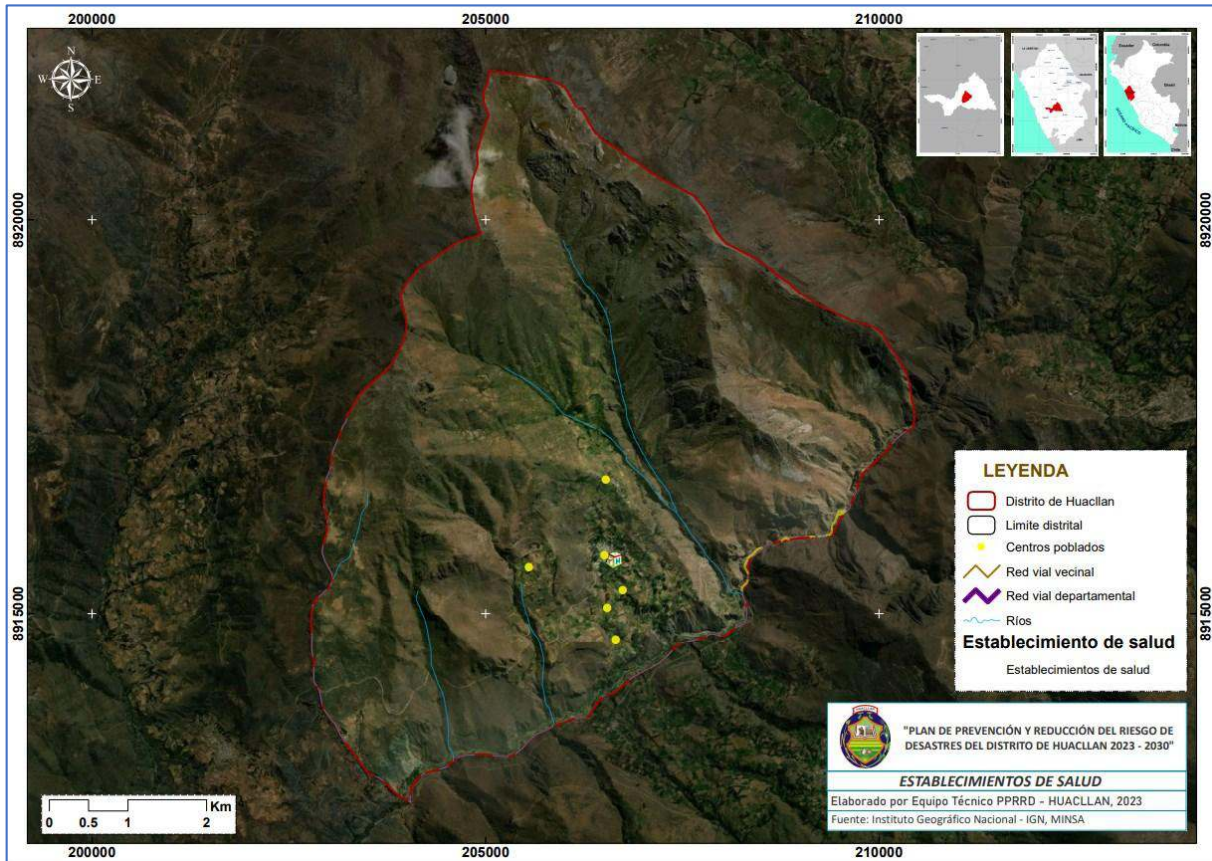 200000 205000 210000
N
W E
S
8920000 8920000
LEYENDA
Distrito de Huacllan
Limite distrital
Centros poblados
Red vial vecinal
Red vial departamental
Ríos
Establecimiento de salud
Establecimientos de salud
8915000 8915000
"PLAN DE PREVENCIÓN Y REDUCCIÓN DEL RIESGO DE
DESASTRES DEL DISTRITO DE HUACLLAN 2023 - 2030"
ESTABLECIMIENTOS DE SALUD
Elaborado por Equipo Técnico PPRRD - HUACLLAN, 2023
Fuente: Instituto Geográfico Nacional - IGN, MINSA
Km
0 0.5 1 2
200000 205000 210000